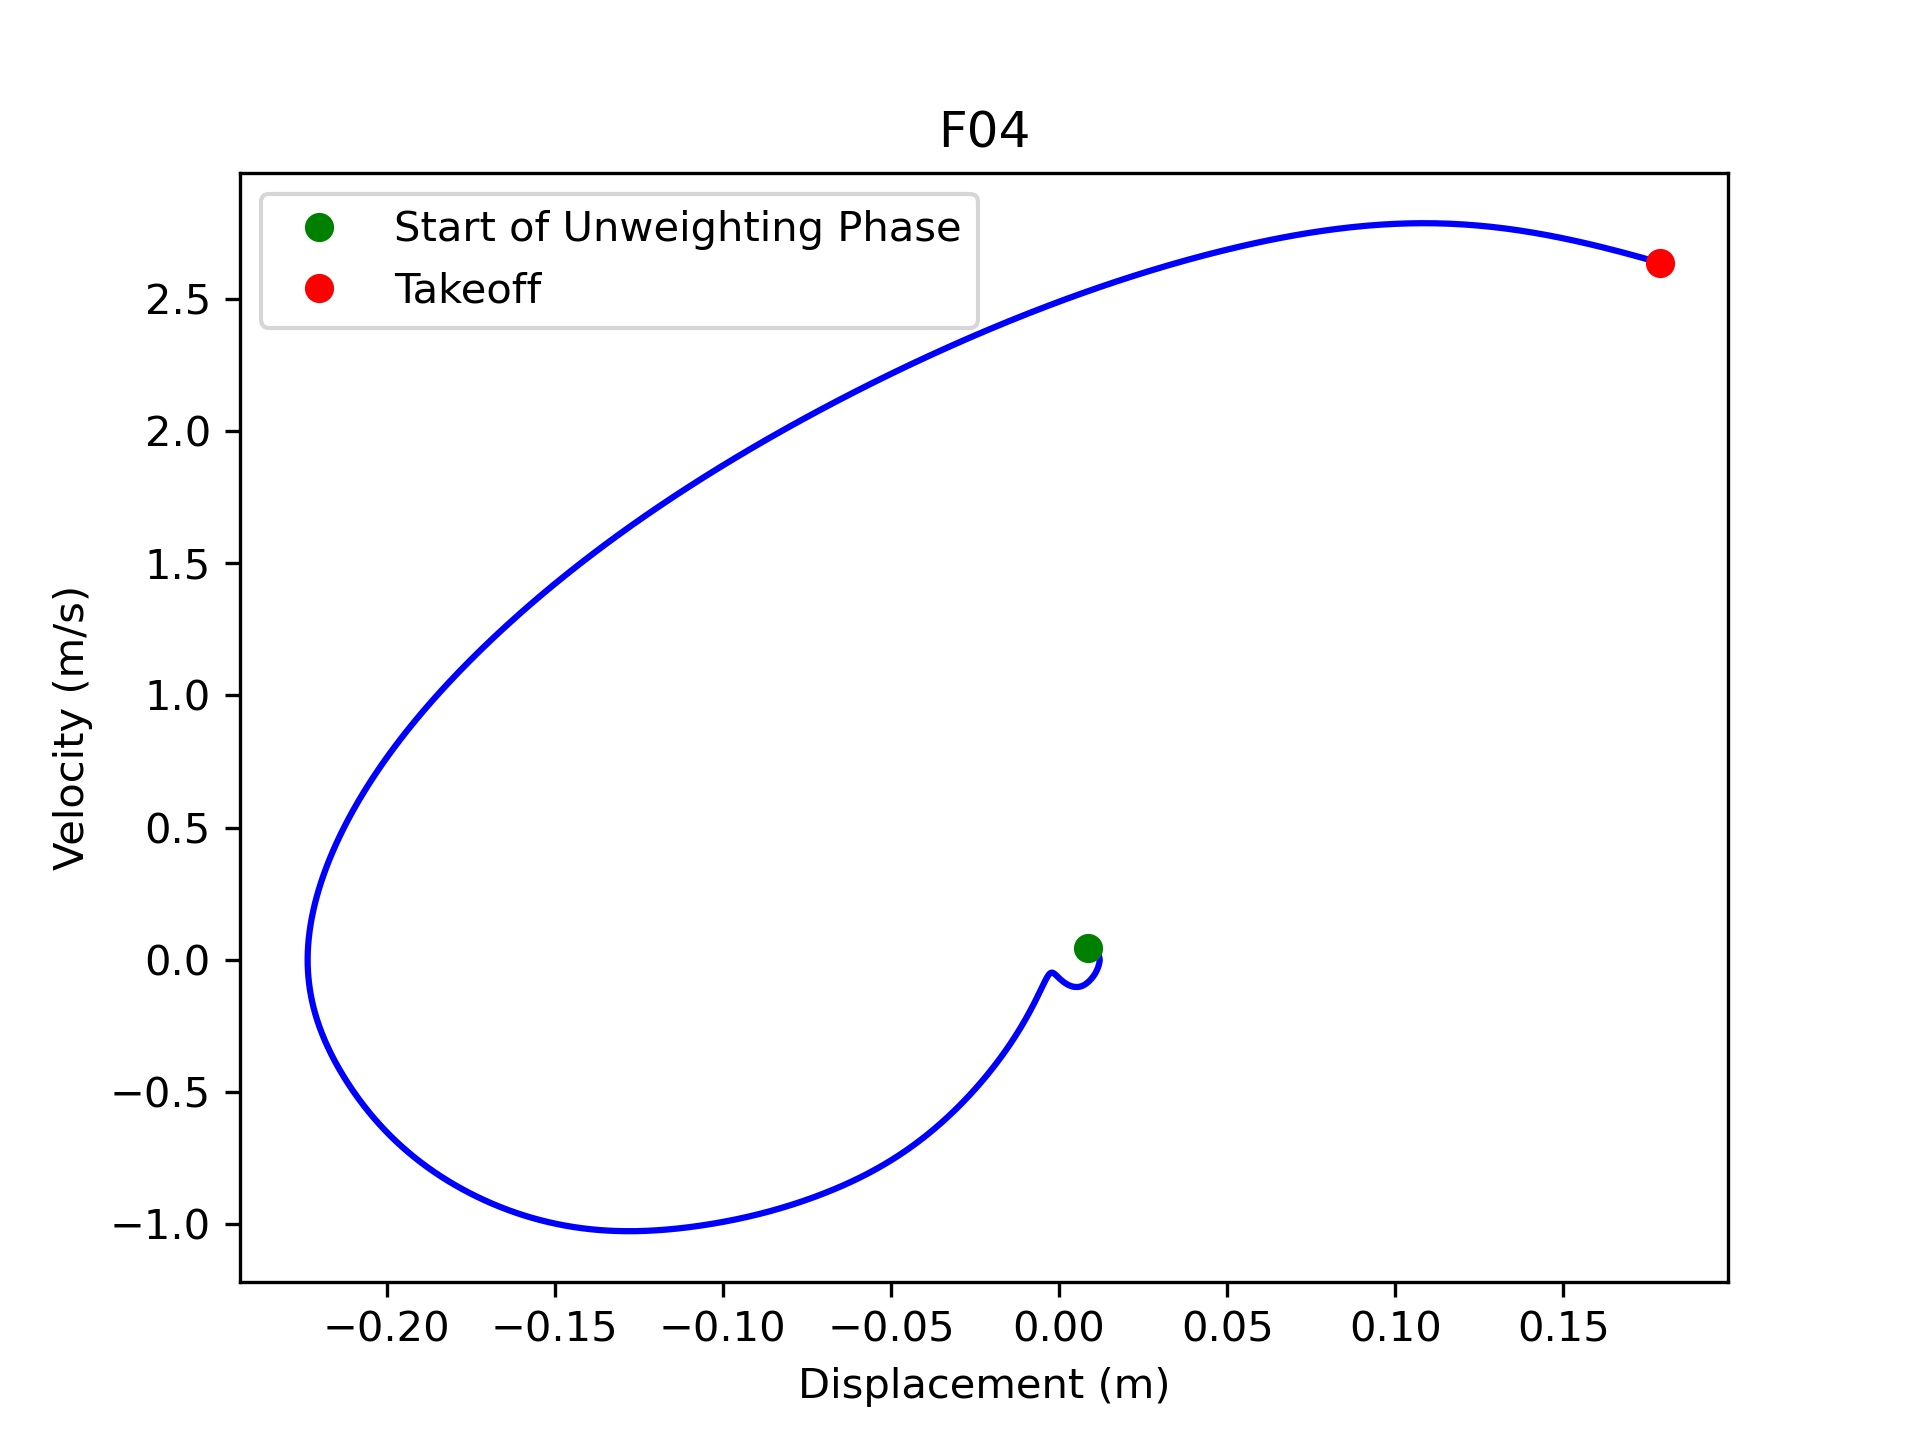 F04
Start of Unweighting Phase
Takeoff
2.5
2.0
1.5
1.0
0.5
0.0
−0.5
−1.0
Velocity (m/s)
−0.20 −0.15 −0.10 −0.05 0.00 0.05 0.10 0.15
Displacement (m)